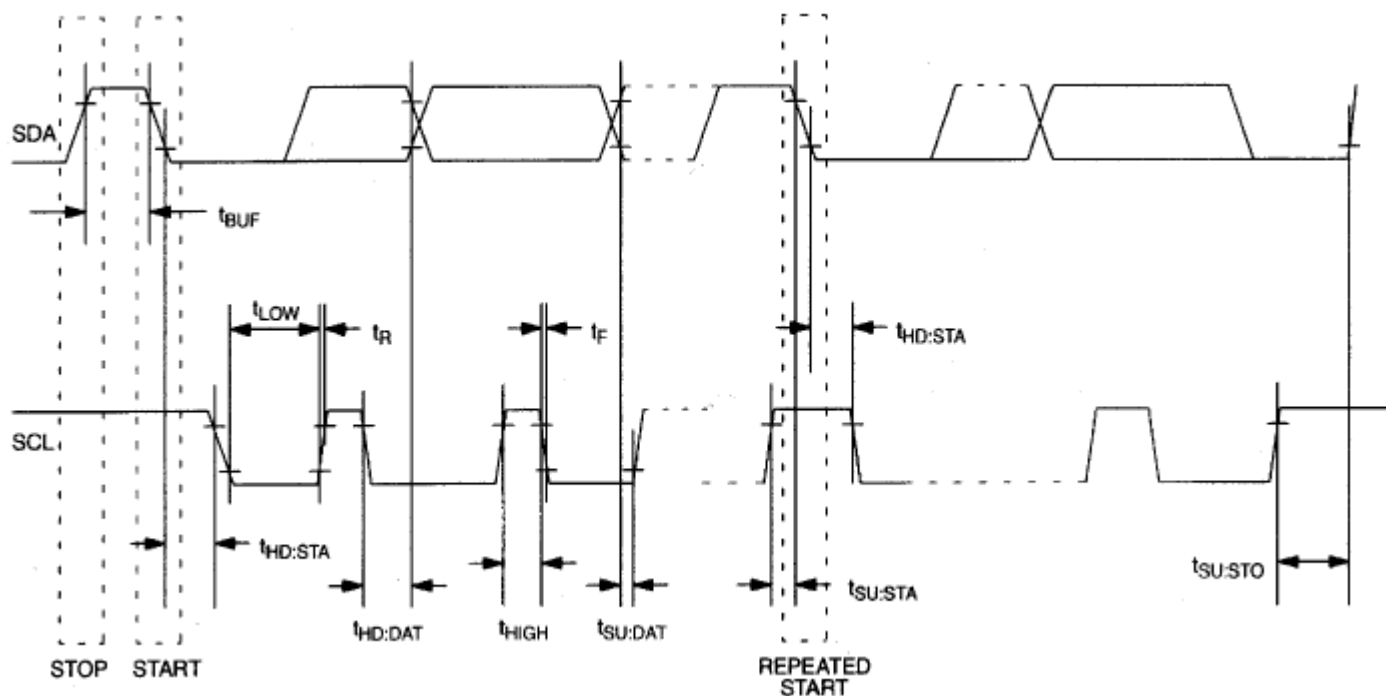 SDA
tBUF
tLOW
tR
tF
tHD:STA
SCL
tHD:STA
tSU:STO
tSU:STA
tHD:DAT
tHIGH
tSU:DAT
STOP
START
REPEATED
START